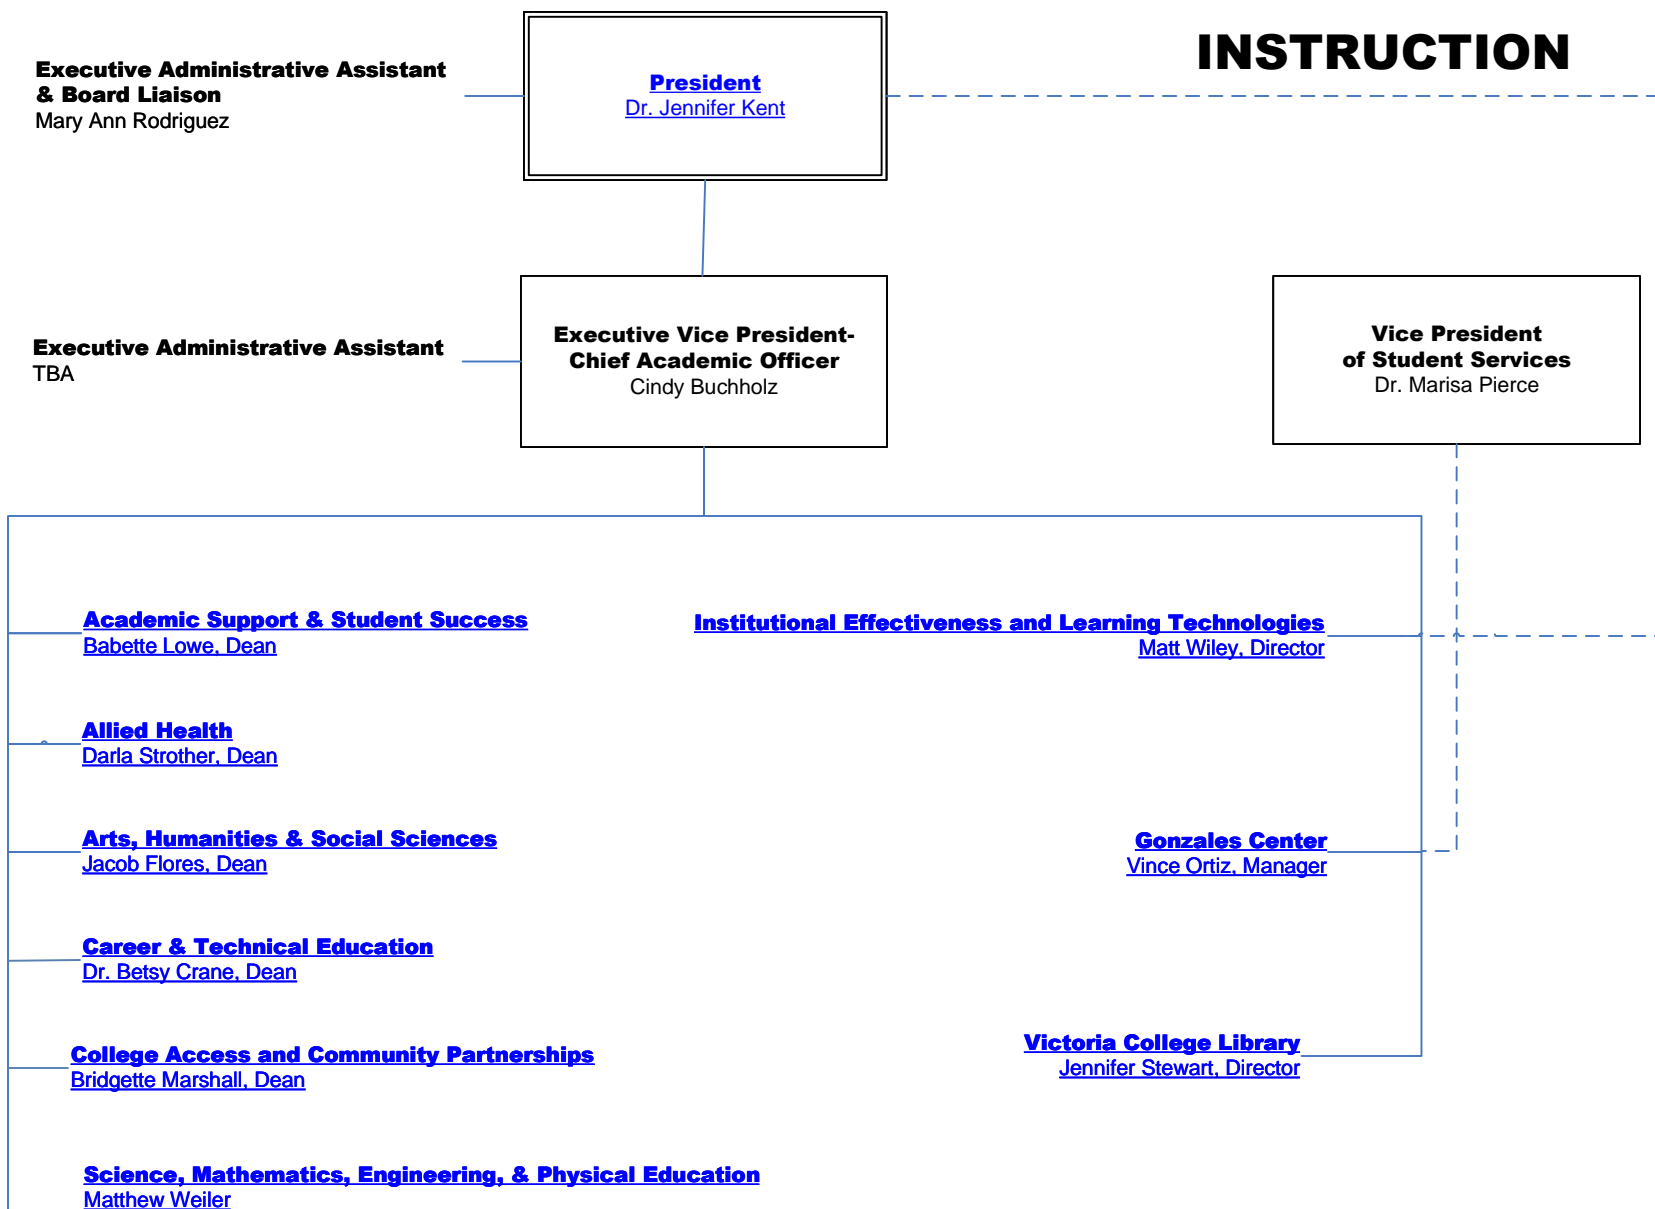 INSTRUCTION
Executive Administrative Assistant
& Board Liaison
Mary Ann Rodriguez
President
Dr. Jennifer Kent
Executive Administrative Assistant
TBA
Executive Vice President-
Chief Academic Officer
Cindy Buchholz
Vice President
of Student Services
Dr. Marisa Pierce
Academic Support & Student Success
Babette Lowe, Dean
Allied Health
Darla Strother, Dean
Arts, Humanities & Social Sciences
Jacob Flores, Dean
Career & Technical Education
Dr. Betsy Crane, Dean
College Access and Community Partnerships
Bridgette Marshall, Dean
Science, Mathematics, Engineering, & Physical Education
Matthew Weiler
Institutional Effectiveness and Learning Technologies
Matt Wiley, Director
Gonzales Center
Vince Ortiz, Manager
Victoria College Library
Jennifer Stewart, Director